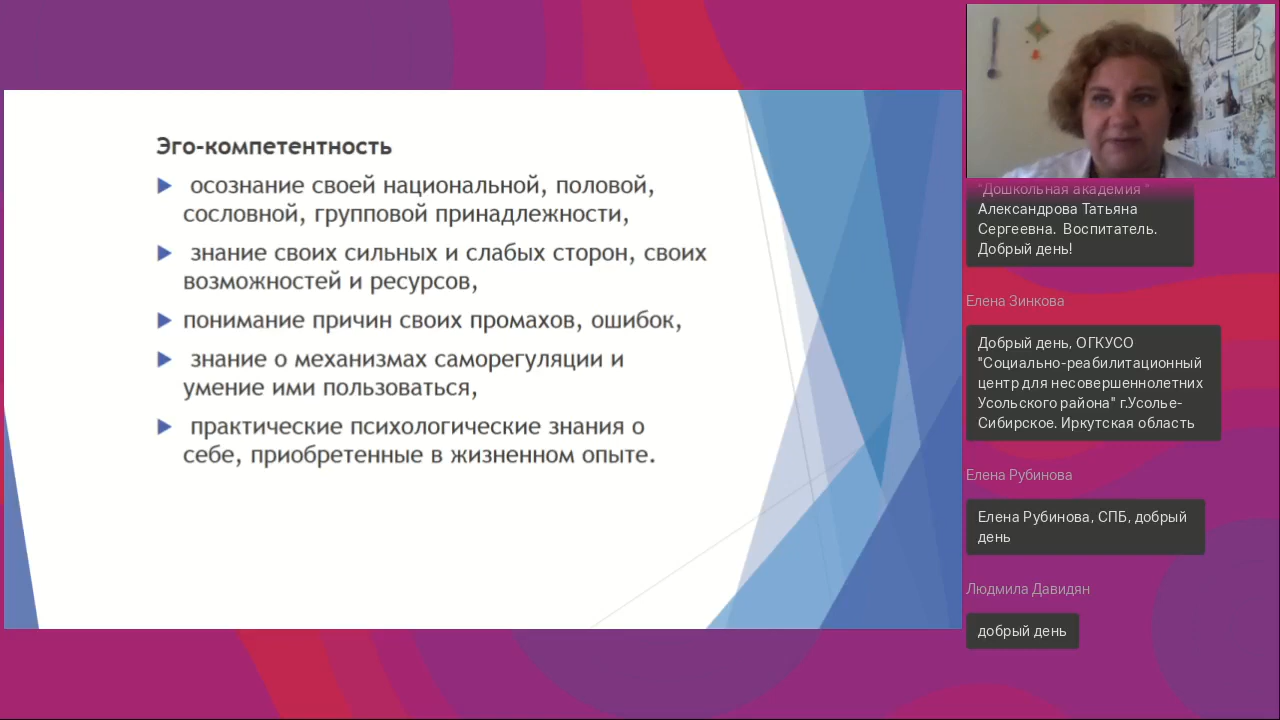 Эго-компетентность
осознание своей национальной, половой,
сословной, групповой принадлежности,
знание своих сильных и слабых сторон, своих
возможностей и ресурсов,
понимание причин своих промахов, ошибок,
знание о механизмах саморегуляции и
умение ими пользоваться,
практические психологические знания о
себе, приобретенные в жизненном опыте.
"Дошкольная академия "
Александрова Татьяна
Сергеевна. Воспитатель.
Добрый день!
Елена Зинкова
Добрый день, ОГКУСО
"Социально-реабилитационный
центр для несовершеннолетних
Усольского района" г.Усолье-
Сибирское. Иркутская область
Елена Рубинова
Елена Рубинова, СПБ, добрый
день
Людмила Давидян
добрый день